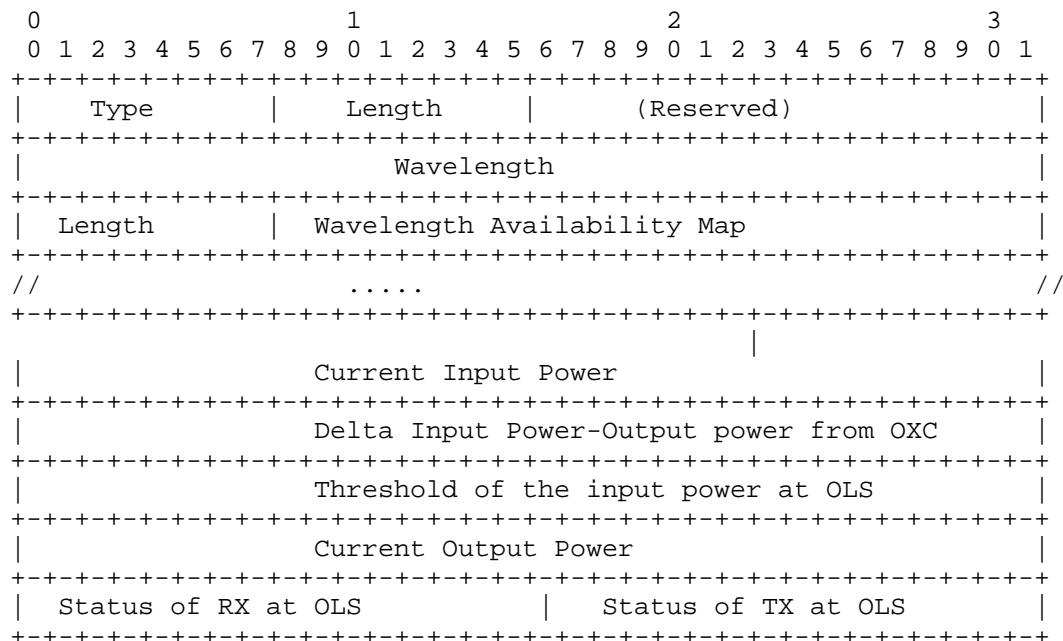 0                   1                   2                   3
 0 1 2 3 4 5 6 7 8 9 0 1 2 3 4 5 6 7 8 9 0 1 2 3 4 5 6 7 8 9 0 1
+-+-+-+-+-+-+-+-+-+-+-+-+-+-+-+-+-+-+-+-+-+-+-+-+-+-+-+-+-+-+-+-+
|    Type       |    Length     |      (Reserved)               |
+-+-+-+-+-+-+-+-+-+-+-+-+-+-+-+-+-+-+-+-+-+-+-+-+-+-+-+-+-+-+-+-+
|                       Wavelength                              |
+-+-+-+-+-+-+-+-+-+-+-+-+-+-+-+-+-+-+-+-+-+-+-+-+-+-+-+-+-+-+-+-+
|  Length       |  Wavelength Availability Map                  |
+-+-+-+-+-+-+-+-+-+-+-+-+-+-+-+-+-+-+-+-+-+-+-+-+-+-+-+-+-+-+-+-+
//                   .....                                      //
+-+-+-+-+-+-+-+-+-+-+-+-+-+-+-+-+-+-+-+-+-+-+-+-+-+-+-+-+-+-+-+-+
                                              |
|                  Current Input Power                          |
+-+-+-+-+-+-+-+-+-+-+-+-+-+-+-+-+-+-+-+-+-+-+-+-+-+-+-+-+-+-+-+-+
|                  Delta Input Power-Output power from OXC      |
+-+-+-+-+-+-+-+-+-+-+-+-+-+-+-+-+-+-+-+-+-+-+-+-+-+-+-+-+-+-+-+-+
|                  Threshold of the input power at OLS          |
+-+-+-+-+-+-+-+-+-+-+-+-+-+-+-+-+-+-+-+-+-+-+-+-+-+-+-+-+-+-+-+-+
|                  Current Output Power                         |
+-+-+-+-+-+-+-+-+-+-+-+-+-+-+-+-+-+-+-+-+-+-+-+-+-+-+-+-+-+-+-+-+
|  Status of RX at OLS           |   Status of TX at OLS        |
+-+-+-+-+-+-+-+-+-+-+-+-+-+-+-+-+-+-+-+-+-+-+-+-+-+-+-+-+-+-+-+-+